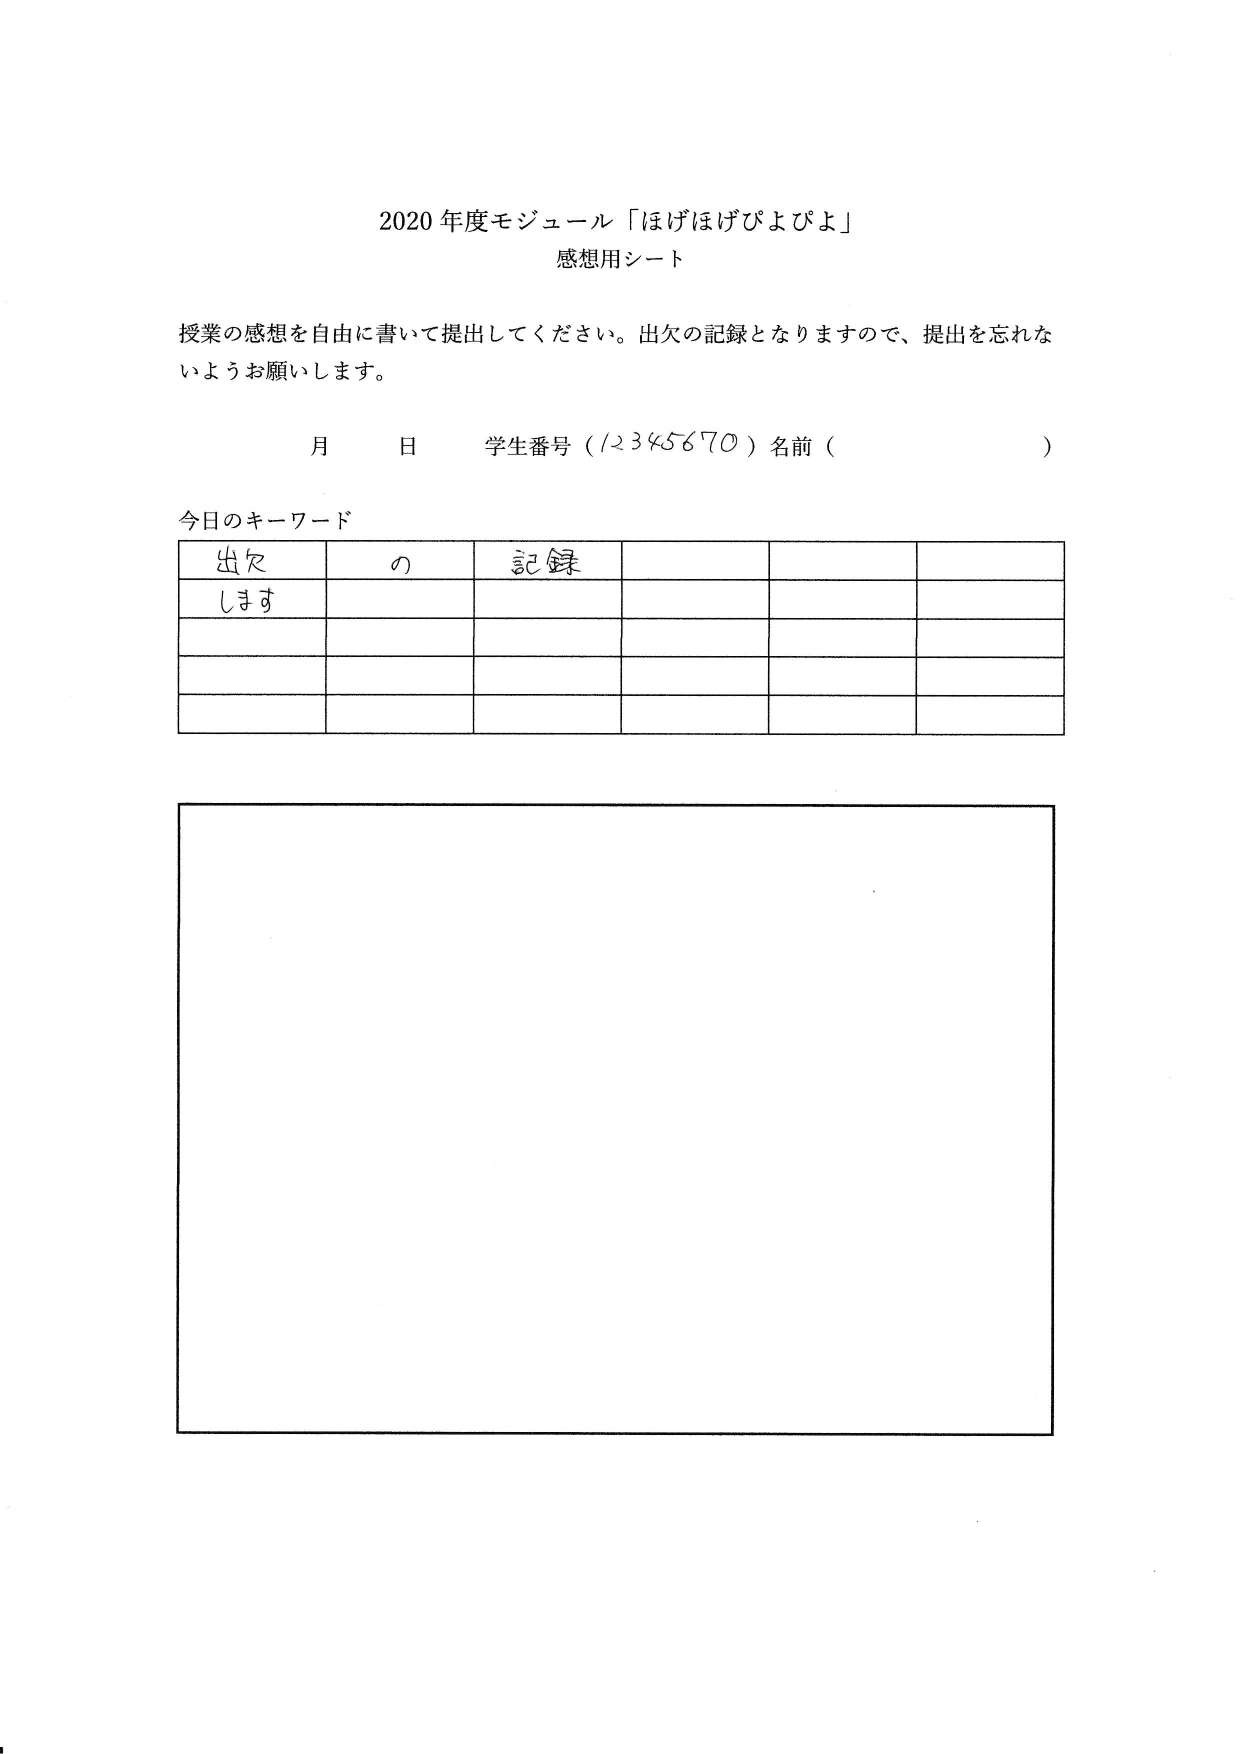 2020 年度モジュール「ほげほげぴよぴよ」
感想用シート
授業の感想を自由に書いて提出してください。出欠の記録となりますので、提出を忘れな
いようお願いします。
月 日 学生番号（12345670）名前（ ）
今日のキーワード
出欠 の 記録
します